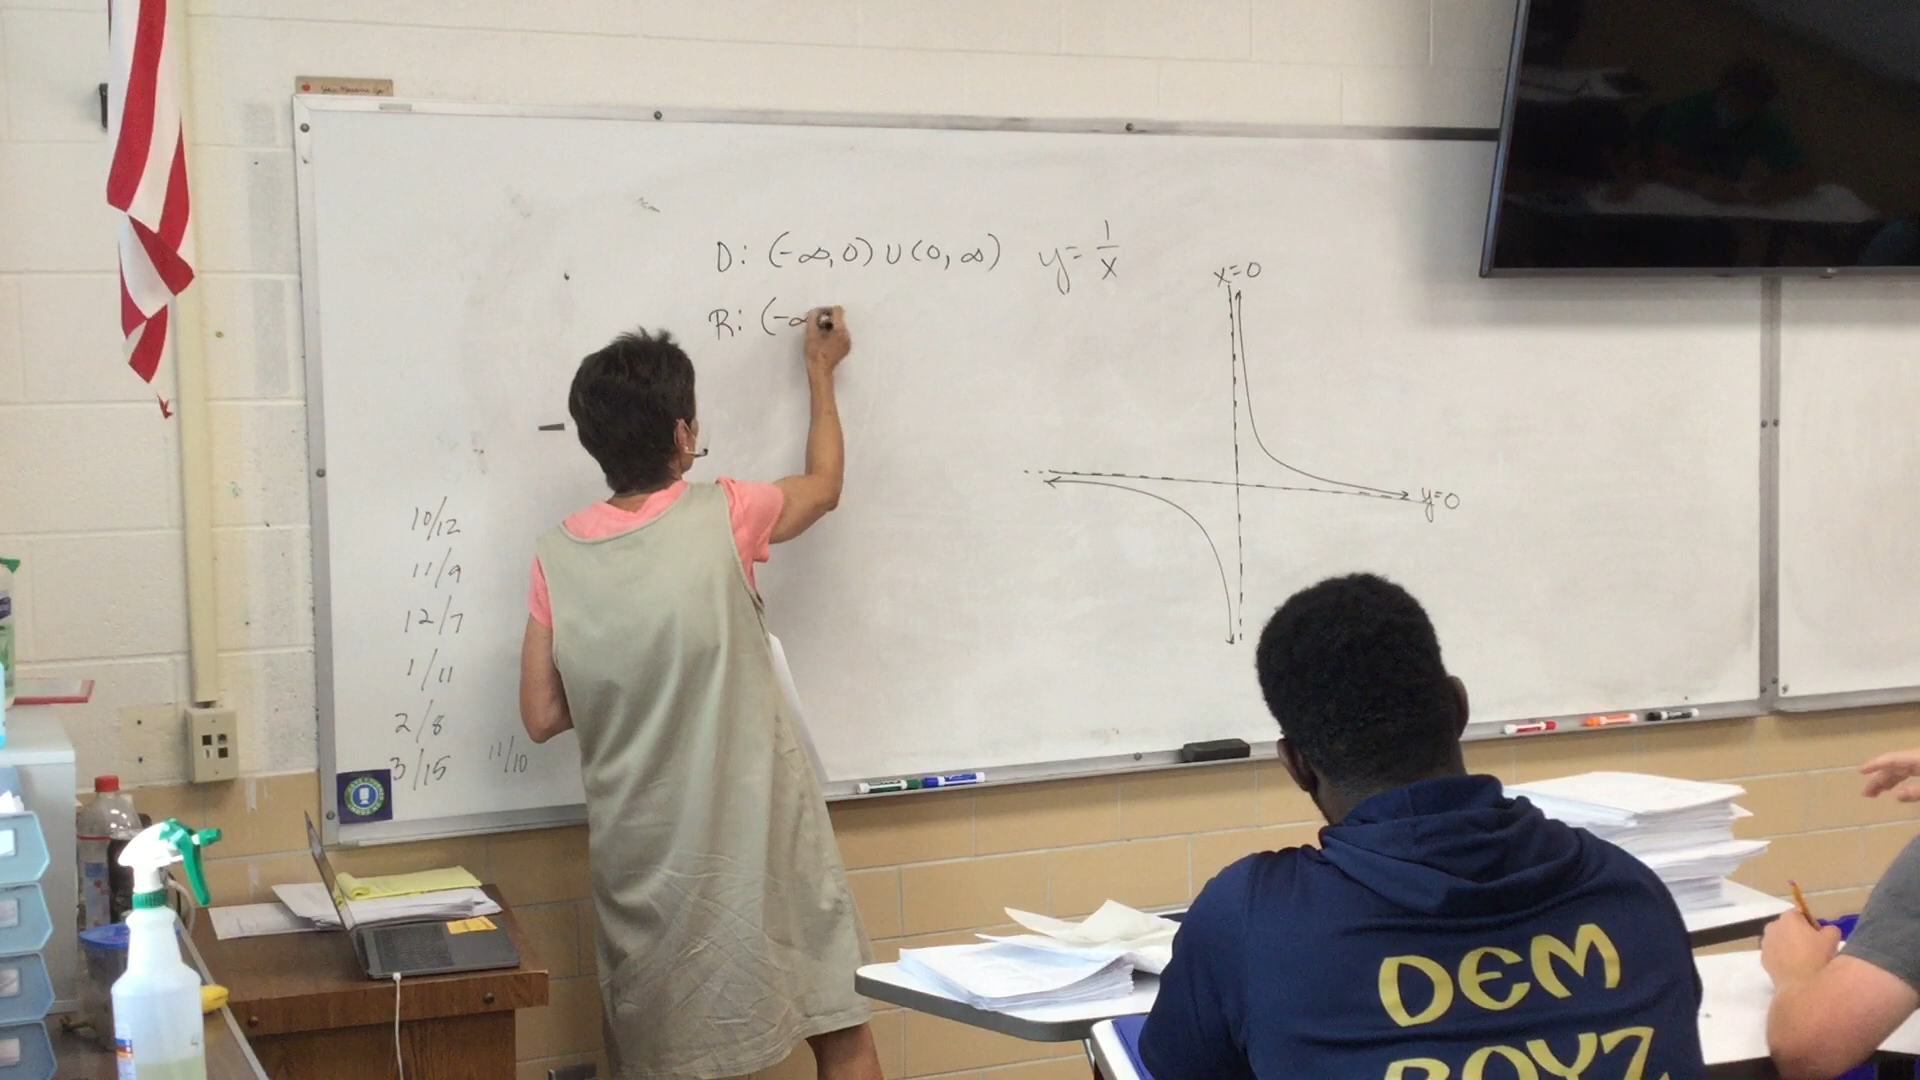 D: (-∞, 0) ∪ (0, ∞) y = 1/x
R: (-∞
x=0
y=0
10/12
11/9
12/7
1/11
2/8
3/15 11/10
DEM
BOYZ